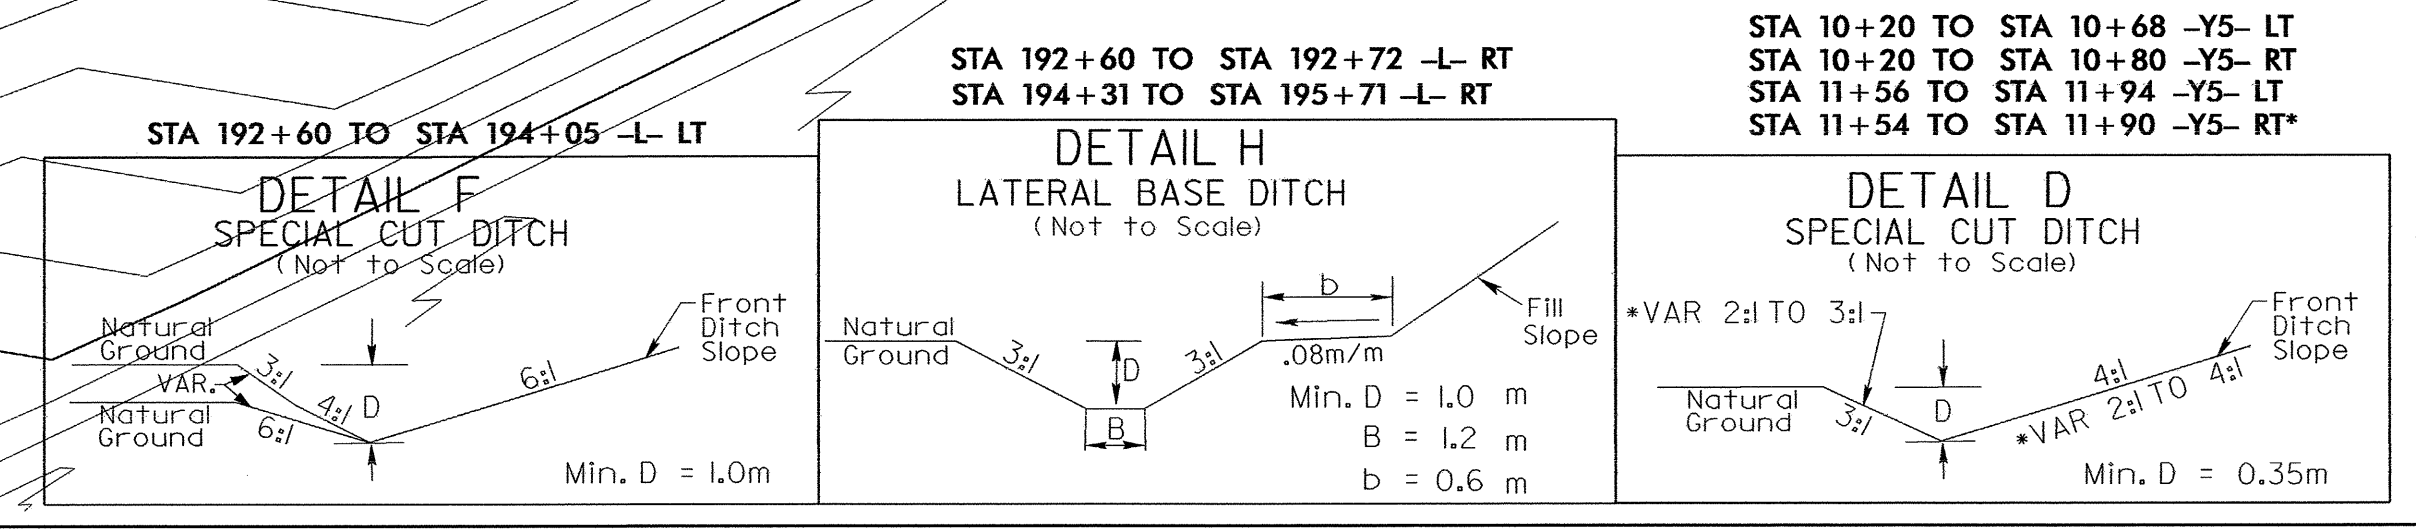 STA 192+60 TO STA 194+05 -L- LT
DETAIL F
SPECIAL CUT DITCH
(Not to Scale)
Natural
Ground
VAR.
Natural
Ground
3:1
4:1
6:1
D
6:1
Front
Ditch
Slope
Min. D = 1.0m
STA 192+60 TO STA 192+72 -L- RT
STA 194+31 TO STA 195+71 -L- RT
DETAIL H
LATERAL BASE DITCH
(Not to Scale)
Natural
Ground
3:1
D
3:1
B
b
.08m/m
Fill
Slope
Min. D = 1.0 m
B = 1.2 m
b = 0.6 m
STA 10+20 TO STA 10+68 -Y5- LT
STA 10+20 TO STA 10+80 -Y5- RT
STA 11+56 TO STA 11+94 -Y5- LT
STA 11+54 TO STA 11+90 -Y5- RT*
DETAIL D
SPECIAL CUT DITCH
(Not to Scale)
*VAR 2:1 TO 3:1
Natural
Ground
3:1
D
4:1
*VAR 2:1 TO 4:1
Front
Ditch
Slope
Min. D = 0.35m